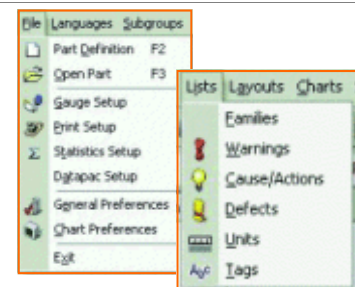 File Languages Subgroups
Part Definition F2
Open Part F3
Gauge Setup
Print Setup
Statistics Setup
Datapac Setup
General Preferences
Chart Preferences
Exit
Lists Layouts Charts
Families
Warnings
Cause/Actions
Defects
Units
Tags